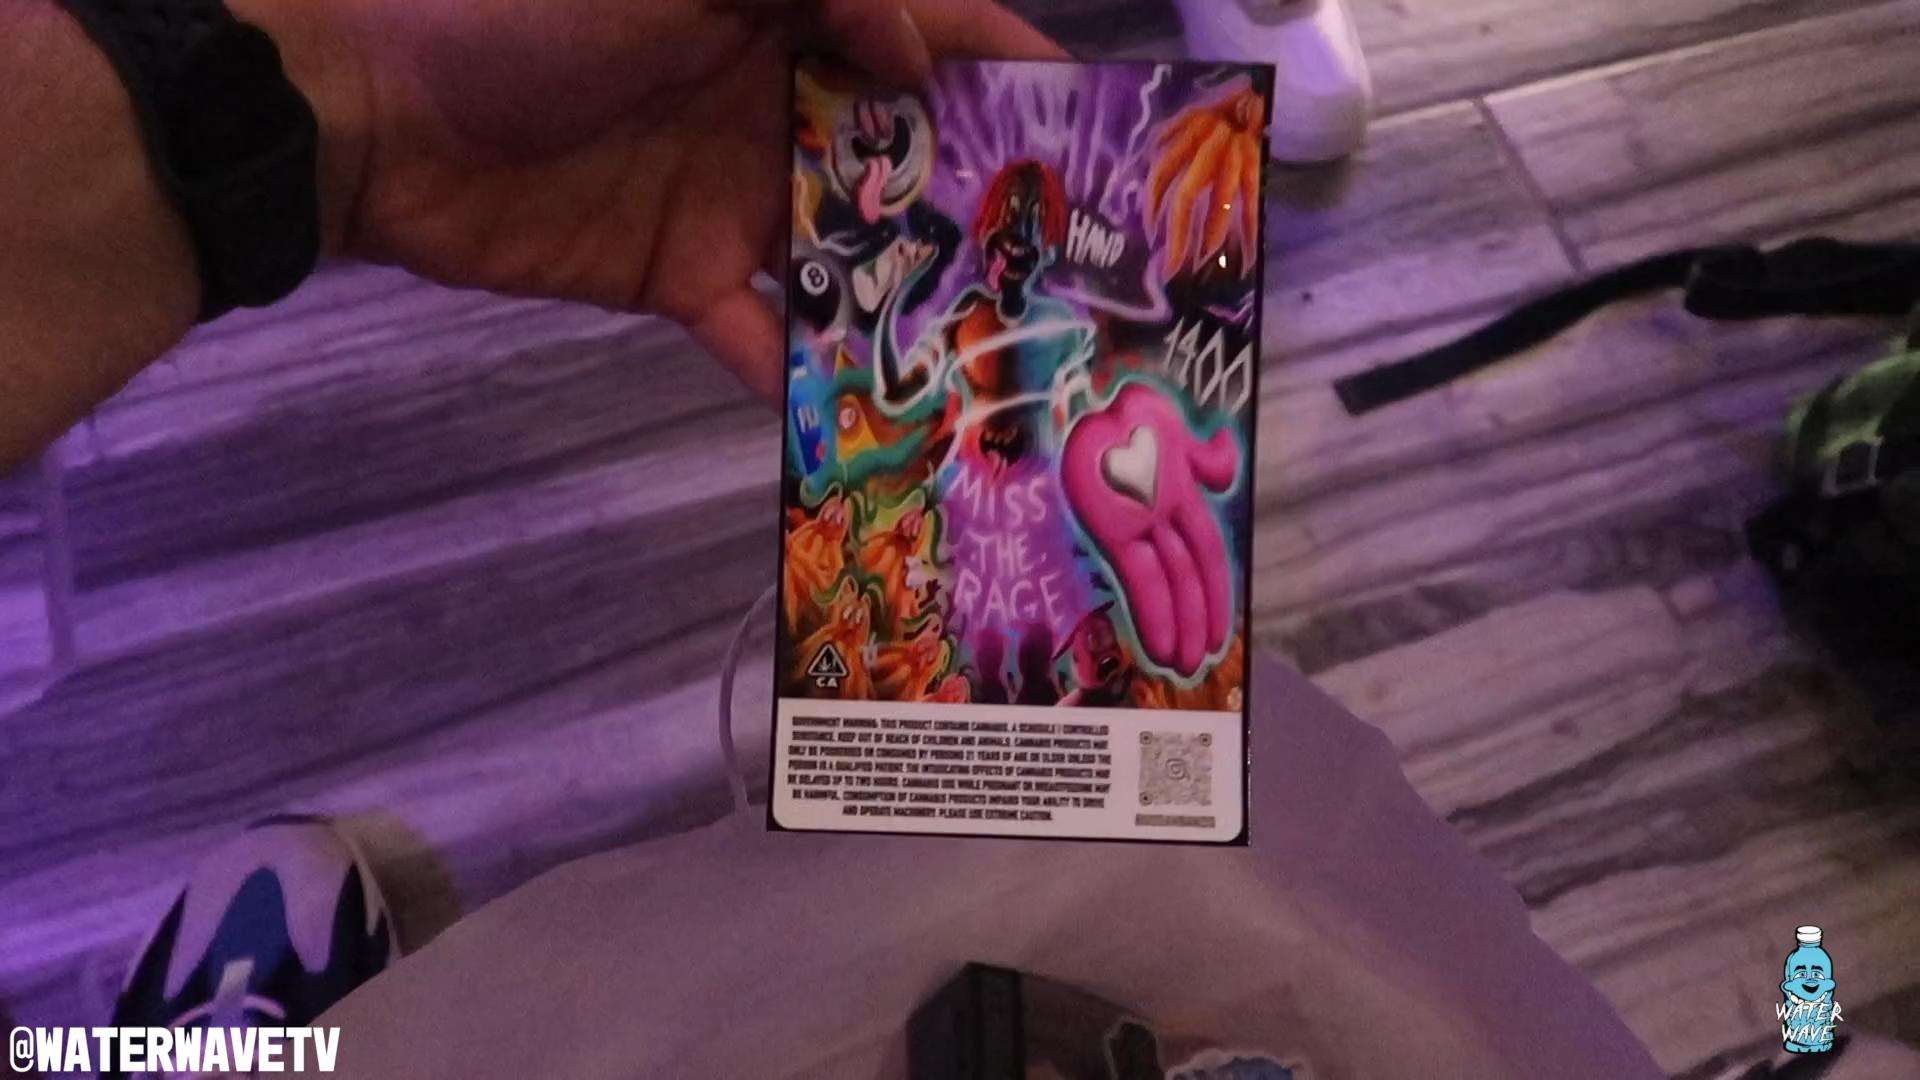 HAND
1400
MISS
THE
RAGE
CA
GOVERNMENT WARNING: THIS PRODUCT CONTAINS CANNABIS, A SCHEDULE I CONTROLLED
SUBSTANCE. KEEP OUT OF REACH OF CHILDREN AND ANIMALS. CANNABIS PRODUCTS MAY
ONLY BE POSSESSED OR CONSUMED BY PERSONS 21 YEARS OF AGE OR OLDER UNLESS THE
PERSON IS A QUALIFIED PATIENT. THE INTOXICATING EFFECTS OF CANNABIS PRODUCTS MAY
BE DELAYED UP TO TWO HOURS. CANNABIS USE WHILE PREGNANT OR BREASTFEEDING MAY
BE HARMFUL. CONSUMPTION OF CANNABIS PRODUCTS IMPAIRS YOUR ABILITY TO DRIVE
AND OPERATE MACHINERY. PLEASE USE EXTREME CAUTION.
8
WATER
WAVE
@WATERWAVETV